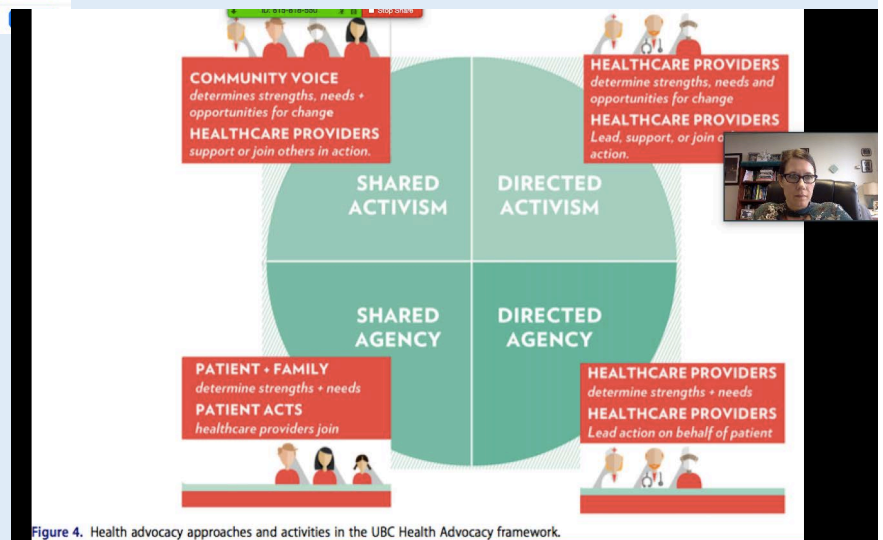 ID: 615-818-550
Stop Share
COMMUNITY VOICE
determines strengths, needs +
opportunities for change
HEALTHCARE PROVIDERS
support or join others in action.
HEALTHCARE PROVIDERS
determine strengths, needs and
opportunities for change
HEALTHCARE PROVIDERS
Lead, support, or join
action.
SHARED
ACTIVISM
DIRECTED
ACTIVISM
SHARED
AGENCY
DIRECTED
AGENCY
PATIENT + FAMILY
determine strengths + needs
PATIENT ACTS
healthcare providers join
HEALTHCARE PROVIDERS
determine strengths + needs
HEALTHCARE PROVIDERS
Lead action on behalf of patient
Figure 4. Health advocacy approaches and activities in the UBC Health Advocacy framework.